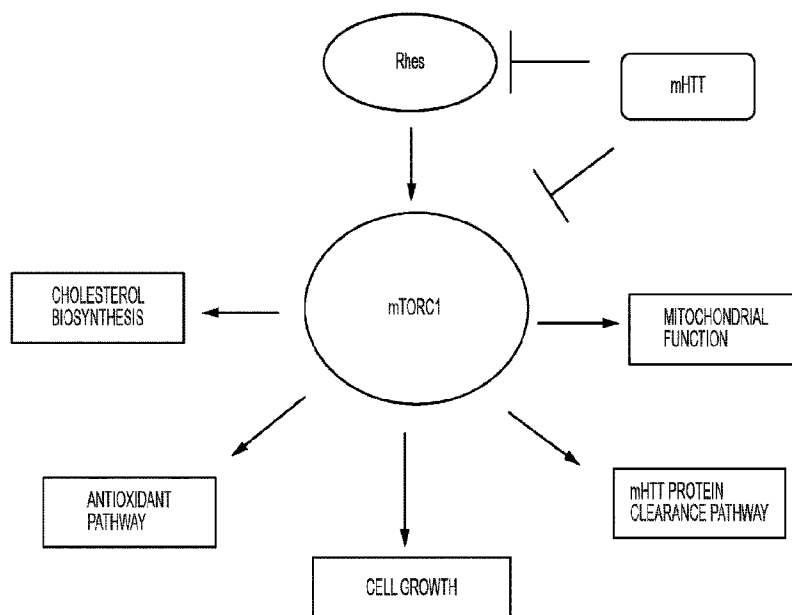 Rhes
mHTT
mTORC1
CHOLESTEROL
BIOSYNTHESIS
MITOCHONDRIAL
FUNCTION
ANTIOXIDANT
PATHWAY
mHTT PROTEIN
CLEARANCE PATHWAY
CELL GROWTH